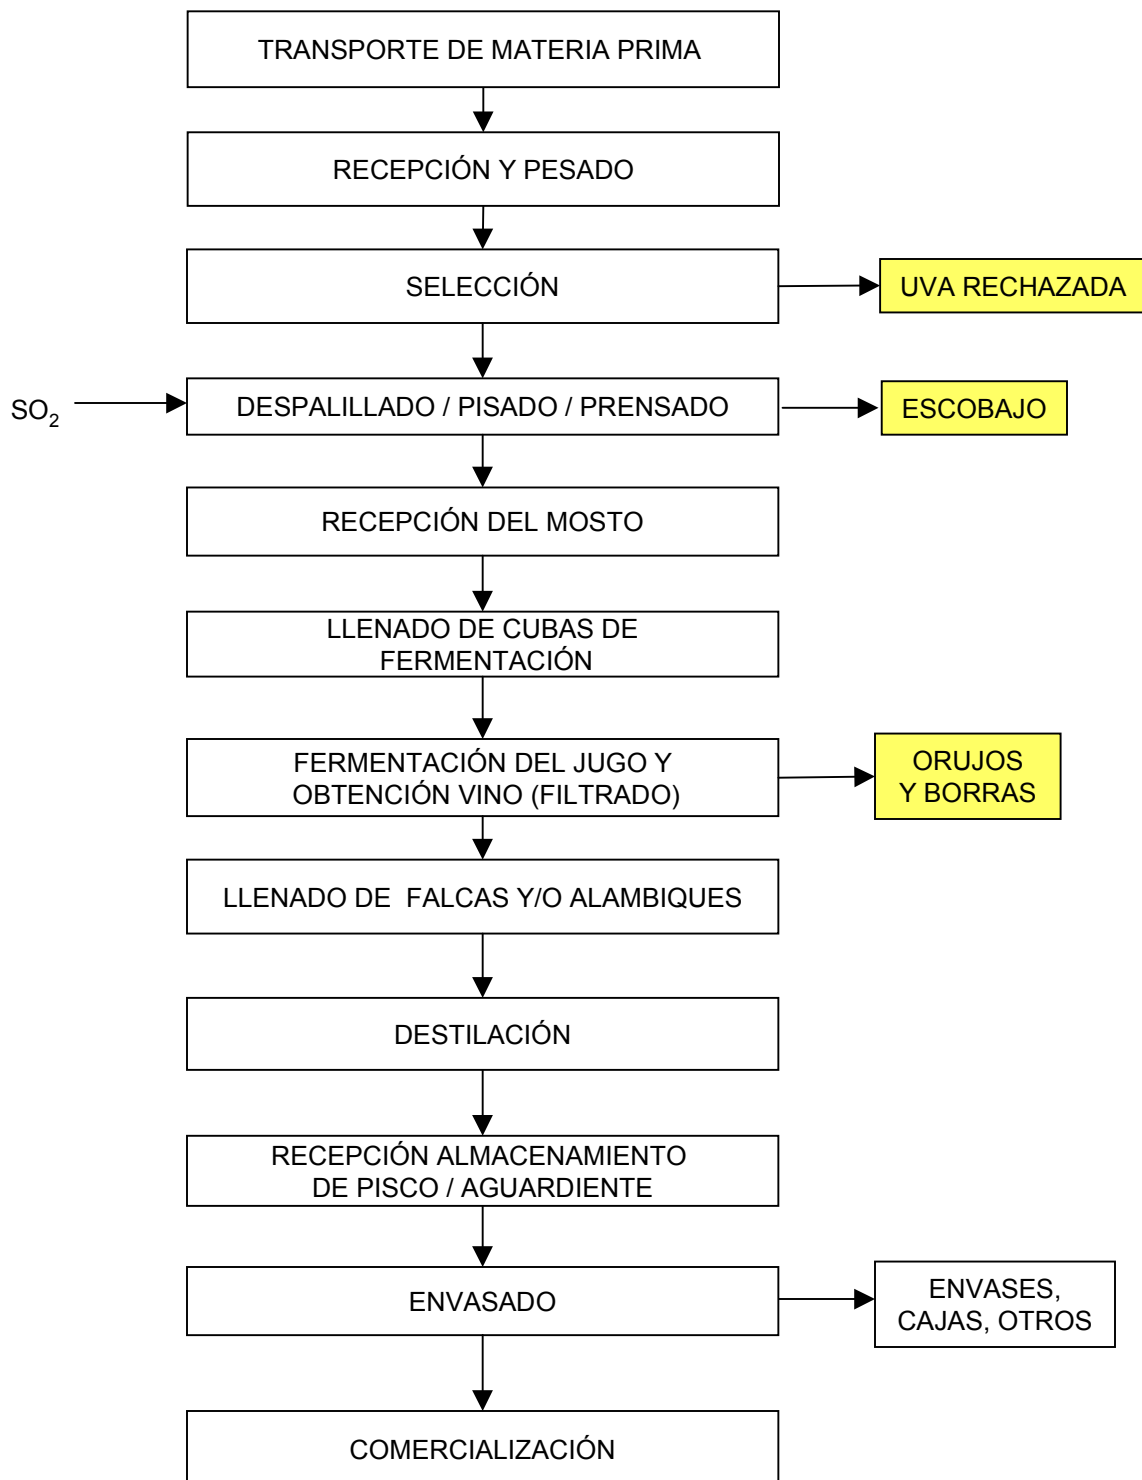 TRANSPORTE DE MATERIA PRIMA
RECEPCIÓN Y PESADO
SELECCIÓN
UVA RECHAZADA
SO₂
DESPALILLADO / PISADO / PRENSADO
ESCOBAJO
RECEPCIÓN DEL MOSTO
LLENADO DE CUBAS DE
FERMENTACIÓN
FERMENTACIÓN DEL JUGO Y
OBTENCIÓN VINO (FILTRADO)
ORUJOS
Y BORRAS
LLENADO DE FALCAS Y/O ALAMBIQUES
DESTILACIÓN
RECEPCIÓN ALMACENAMIENTO
DE PISCO / AGUARDIENTE
ENVASADO
ENVASES,
CAJAS, OTROS
COMERCIALIZACIÓN